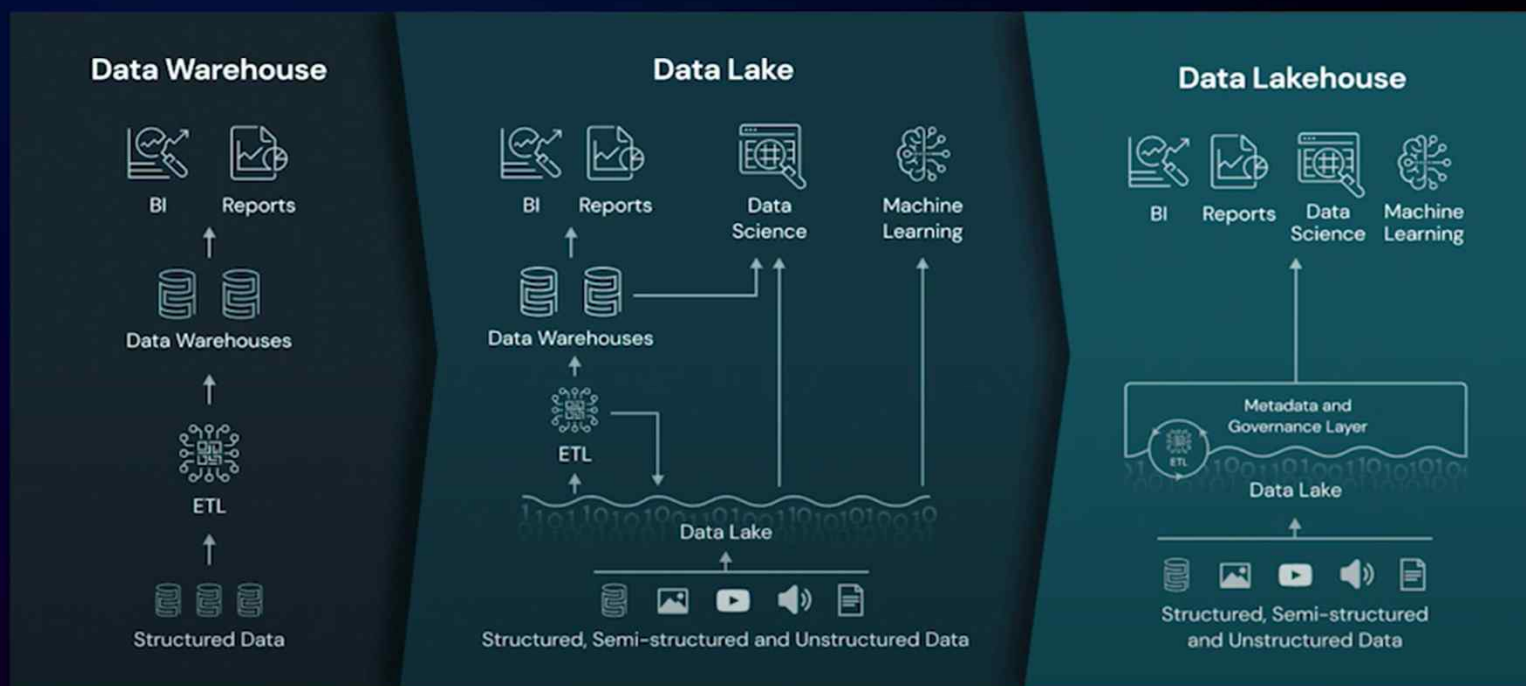 Data Warehouse
BI
Reports
Data Warehouses
ETL
Structured Data
Data Lake
BI
Reports
Data
Science
Machine
Learning
Data Warehouses
ETL
Data Lake
Structured, Semi-structured and Unstructured Data
Data Lakehouse
BI
Reports
Data
Science
Machine
Learning
Metadata and
Governance Layer
ETL
Data Lake
Structured, Semi-structured
and Unstructured Data